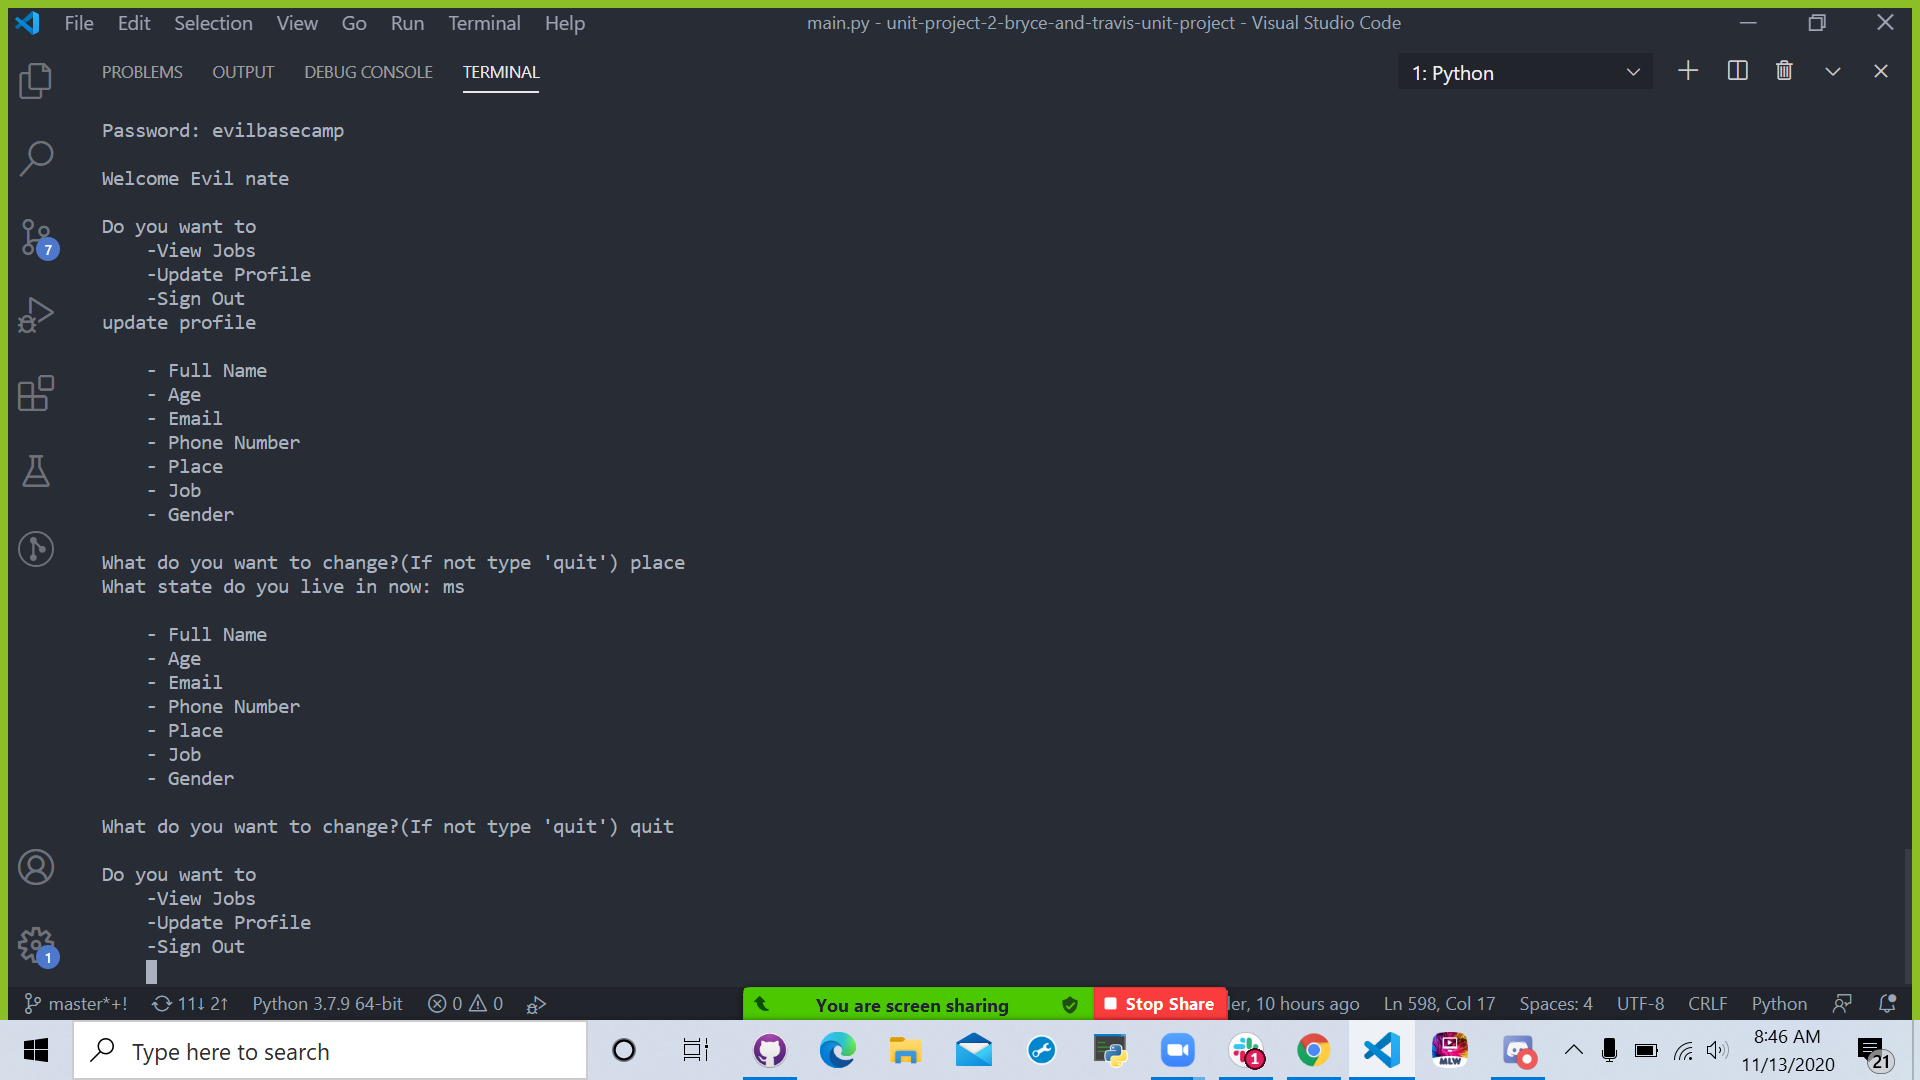 File Edit Selection View Go Run Terminal Help
main.py - unit-project-2-bryce-and-travis-unit-project - Visual Studio Code
PROBLEMS OUTPUT DEBUG CONSOLE TERMINAL
1: Python
Password: evilbasecamp
Welcome Evil nate
Do you want to
-View Jobs
-Update Profile
-Sign Out
update profile
- Full Name
- Age
- Email
- Phone Number
- Place
- Job
- Gender
What do you want to change?(If not type 'quit') place
What state do you live in now: ms
- Full Name
- Age
- Email
- Phone Number
- Place
- Job
- Gender
What do you want to change?(If not type 'quit') quit
Do you want to
-View Jobs
-Update Profile
-Sign Out
7
1
master*+! 11↓ 2↑ Python 3.7.9 64-bit 0 0
You are screen sharing Stop Share
ler, 10 hours ago Ln 598, Col 17 Spaces: 4 UTF-8 CRLF Python
Type here to search
1
MLW
8:46 AM
11/13/2020
21